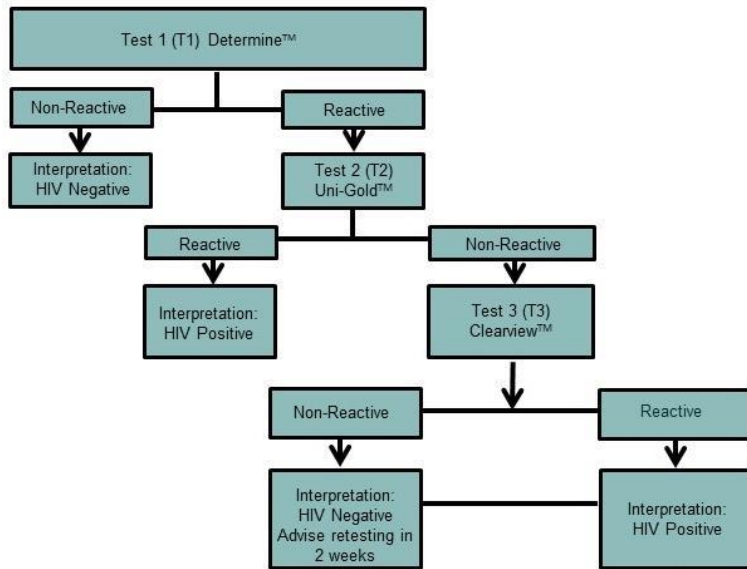 Test 1 (T1) Determine™
Non-Reactive
Reactive
Interpretation:
HIV Negative
Test 2 (T2)
Uni-Gold™
Reactive
Non-Reactive
Interpretation:
HIV Positive
Test 3 (T3)
Clearview™
Non-Reactive
Reactive
Interpretation:
HIV Negative
Advise retesting in
2 weeks
Interpretation:
HIV Positive